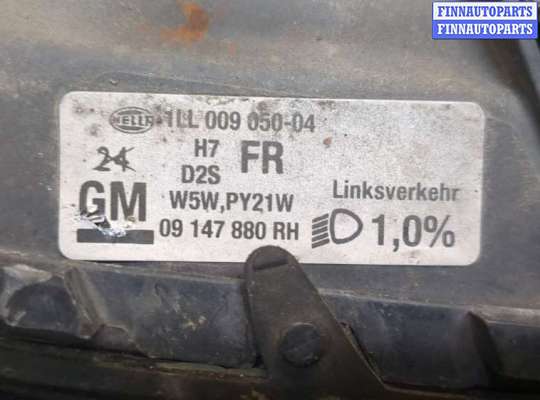 FINNAUTOPARTS
FINNAUTOPARTS
HELLA 1LL 009 050-04
24 H7 FR
D2S
GM W5W,PY21W Linksverkehr
09 147 880 RH 1,0%